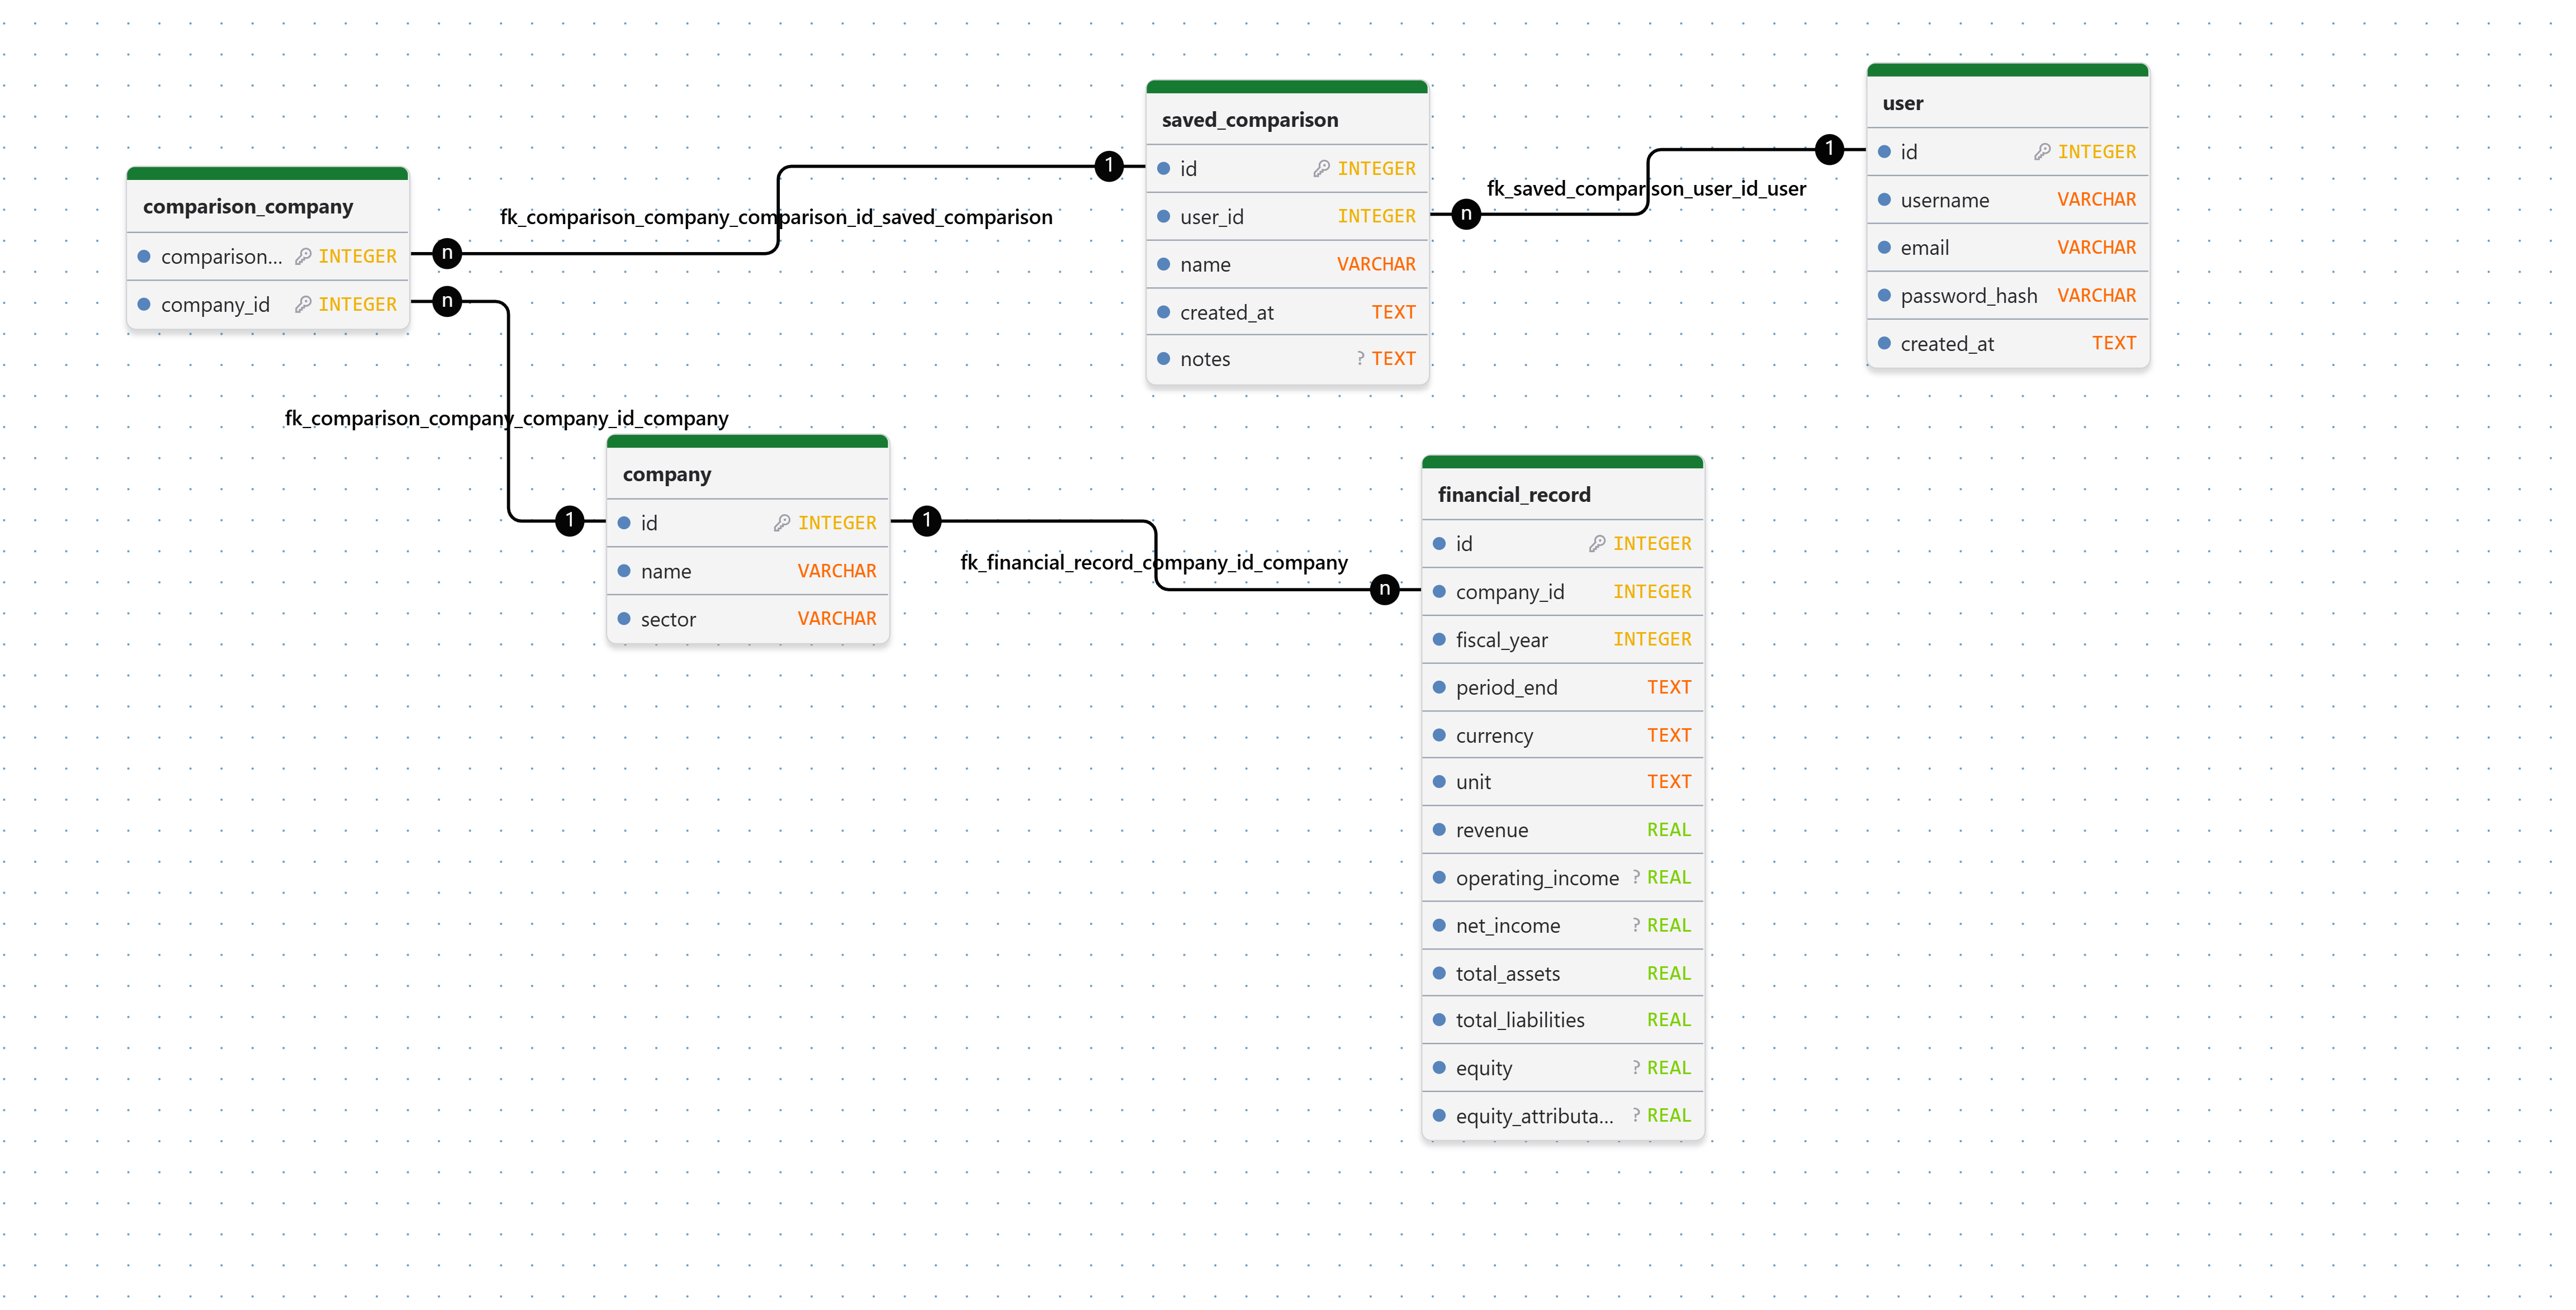 comparison_company
comparison... INTEGER
company_id INTEGER
n
n
fk_comparison_company_comparison_id_saved_comparison
1
saved_comparison
id INTEGER
user_id INTEGER
name VARCHAR
created_at TEXT
notes ? TEXT
n
fk_saved_comparison_user_id_user
1
user
id INTEGER
username VARCHAR
email VARCHAR
password_hash VARCHAR
created_at TEXT
fk_comparison_company_company_id_company
1
company
id INTEGER
name VARCHAR
sector VARCHAR
1
fk_financial_record_company_id_company
n
financial_record
id INTEGER
company_id INTEGER
fiscal_year INTEGER
period_end TEXT
currency TEXT
unit TEXT
revenue REAL
operating_income ? REAL
net_income ? REAL
total_assets REAL
total_liabilities REAL
equity ? REAL
equity_attributa... ? REAL